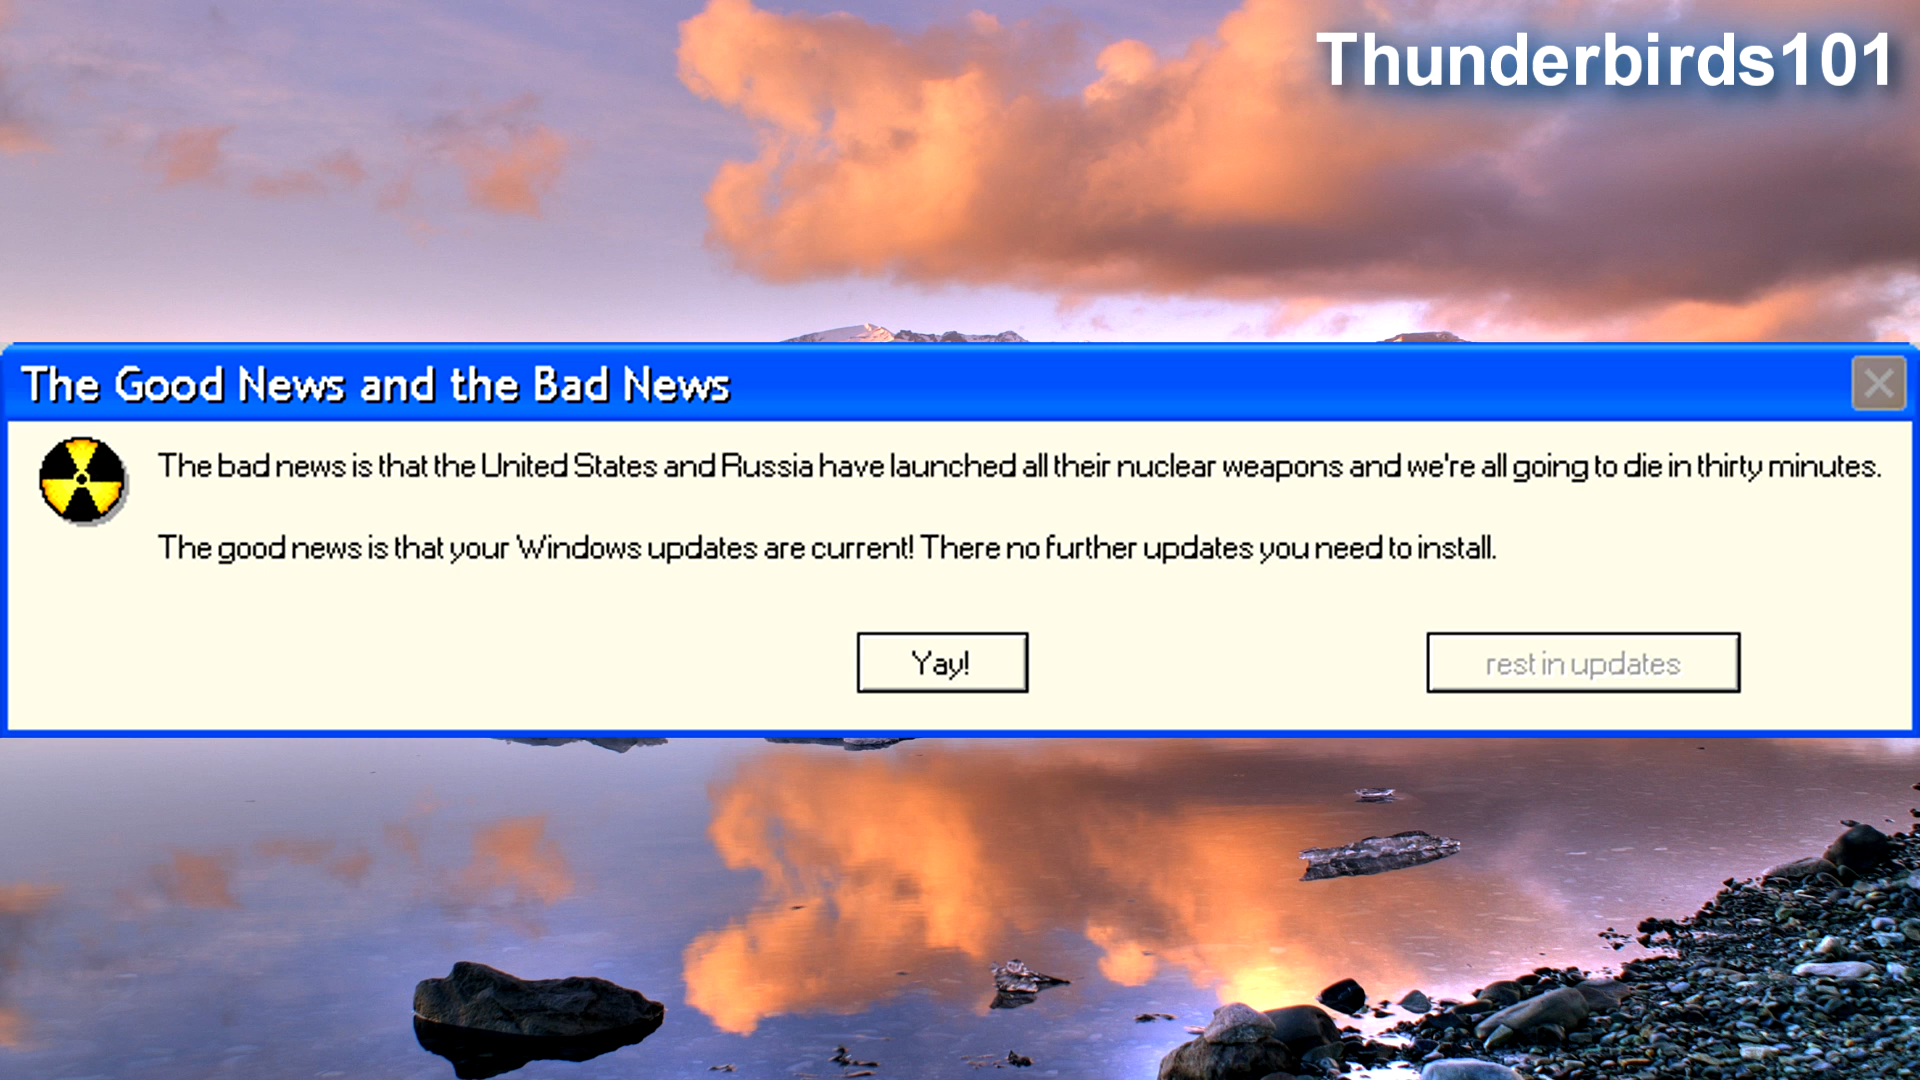 Thunderbirds101
The Good News and the Bad News
The bad news is that the United States and Russia have launched all their nuclear weapons and we're all going to die in thirty minutes.
The good news is that your Windows updates are current! There no further updates you need to install.
Yay!
rest in updates